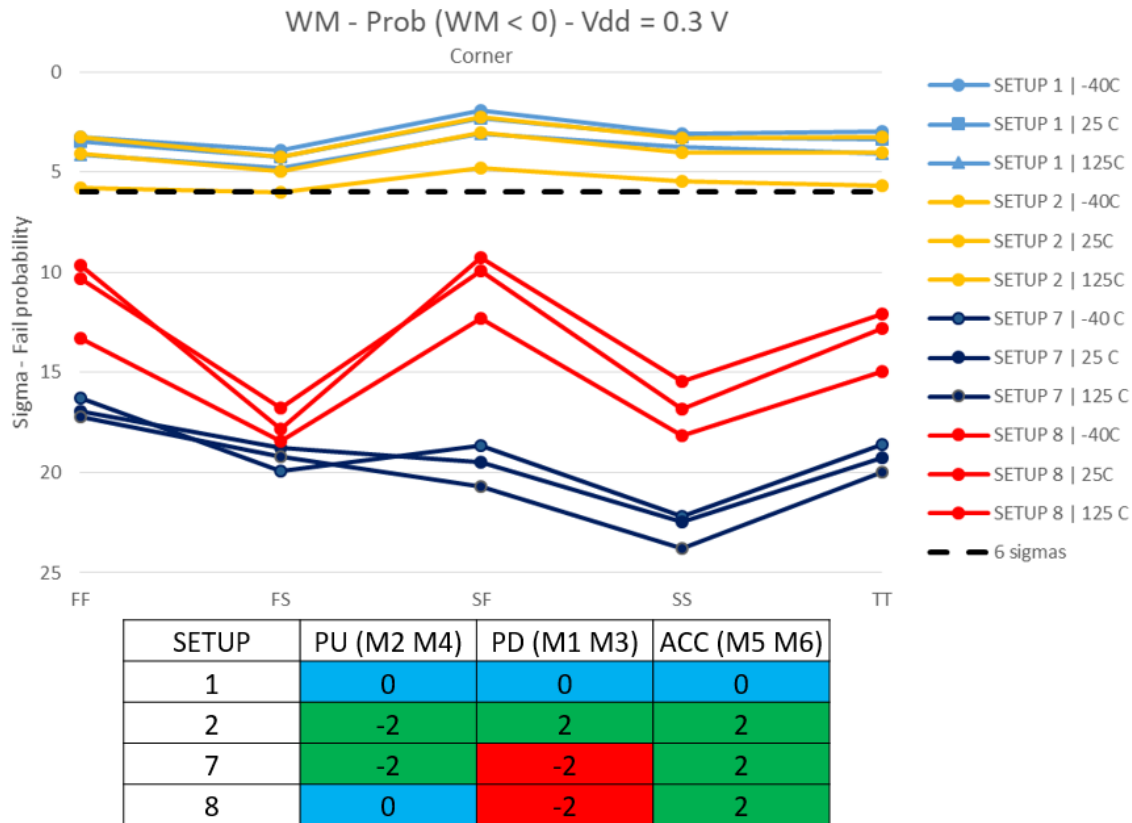 WM - Prob (WM < 0) - Vdd = 0.3 V
Corner
Sigma - Fail probability
0
5
10
15
20
25
FF FS SF SS TT
SETUP 1 | -40C
SETUP 1 | 25 C
SETUP 1 | 125C
SETUP 2 | -40C
SETUP 2 | 25C
SETUP 2 | 125C
SETUP 7 | -40 C
SETUP 7 | 25 C
SETUP 7 | 125 C
SETUP 8 | -40C
SETUP 8 | 25C
SETUP 8 | 125 C
6 sigmas
SETUP PU (M2 M4) PD (M1 M3) ACC (M5 M6)
1 0 0 0
2 -2 2 2
7 -2 -2 2
8 0 -2 2